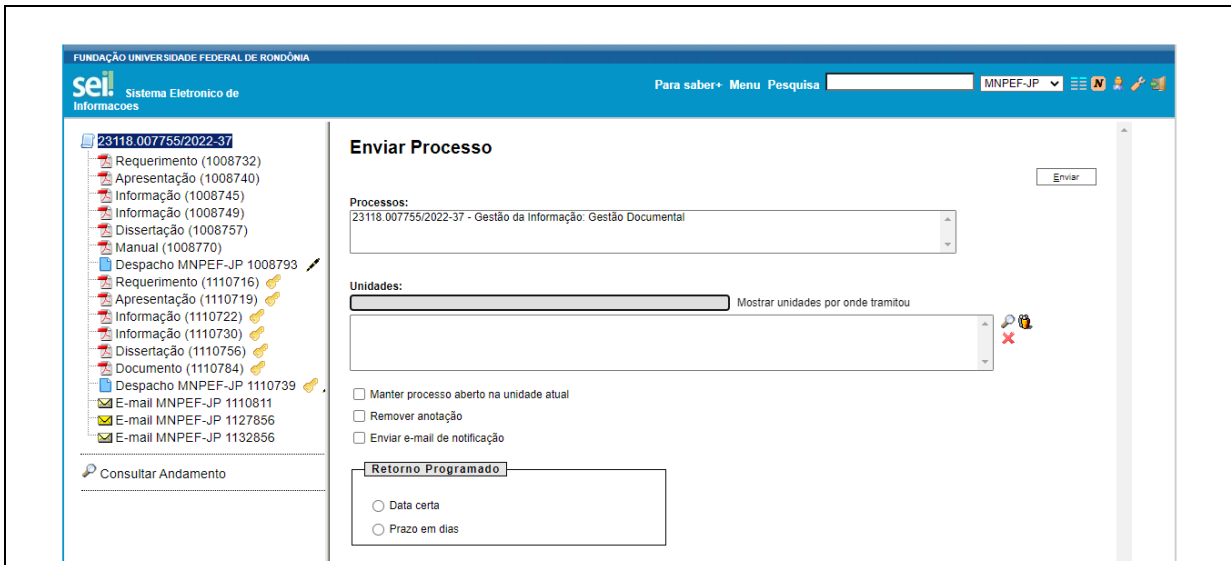 FUNDAÇÃO UNIVERSIDADE FEDERAL DE RONDÔNIA
sei! Sistema Eletronico de
Informacoes
Para saber+ Menu Pesquisa MNPEF-JP N
23118.007755/2022-37
Requerimento (1008732)
Apresentação (1008740)
Informação (1008745)
Informação (1008749)
Dissertação (1008757)
Manual (1008770)
Despacho MNPEF-JP 1008793
Requerimento (1110716)
Apresentação (1110719)
Informação (1110722)
Informação (1110730)
Dissertação (1110756)
Documento (1110784)
Despacho MNPEF-JP 1110739
E-mail MNPEF-JP 1110811
E-mail MNPEF-JP 1127856
E-mail MNPEF-JP 1132856
Consultar Andamento
Enviar Processo
Enviar
Processos:
23118.007755/2022-37 - Gestão da Informação: Gestão Documental
Unidades:
Mostrar unidades por onde tramitou
Manter processo aberto na unidade atual
Remover anotação
Enviar e-mail de notificação
Retorno Programado
Data certa
Prazo em dias